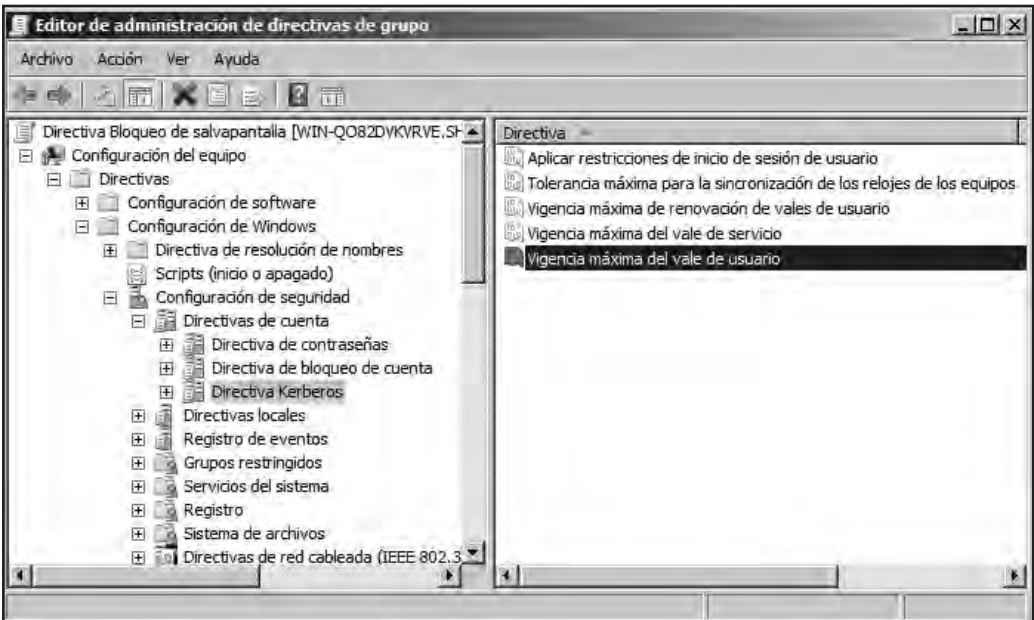 Editor de administración de directivas de grupo
Archivo Acción Ver Ayuda
Directiva Bloqueo de salvapantalla [WIN-QO82DVKVRVE.SH
Configuración del equipo
Directivas
Configuración de software
Configuración de Windows
Directiva de resolución de nombres
Scripts (inicio o apagado)
Configuración de seguridad
Directivas de cuenta
Directiva de contraseñas
Directiva de bloqueo de cuenta
Directiva Kerberos
Directivas locales
Registro de eventos
Grupos restringidos
Servicios del sistema
Registro
Sistema de archivos
Directivas de red cableada (IEEE 802.3
Directiva
Aplicar restricciones de inicio de sesión de usuario
Tolerancia máxima para la sincronización de los relojes de los equipos
Vigencia máxima de renovación de vales de usuario
Vigencia máxima del vale de servicio
Vigencia máxima del vale de usuario